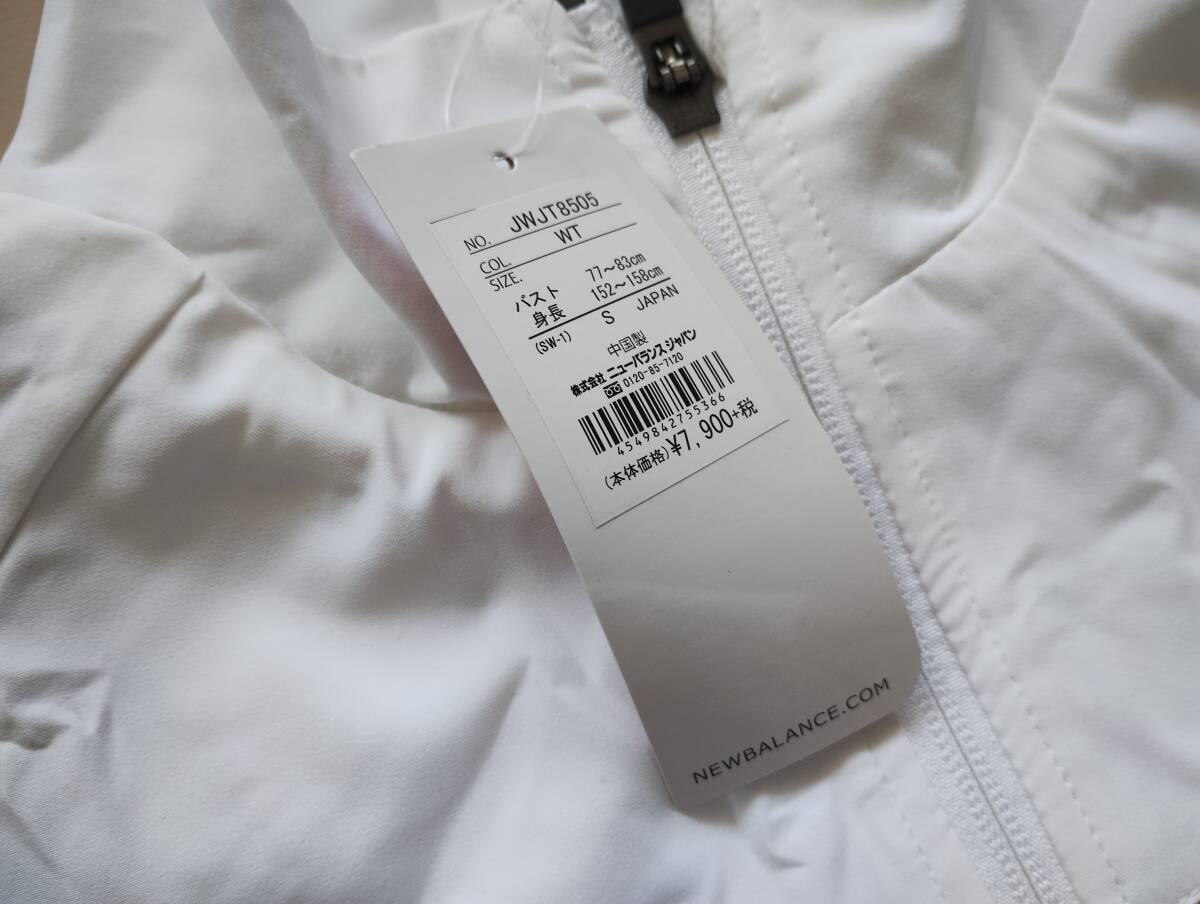 NO. JWJT8505
COL. WT
SIZE.
バスト 77～83cm
身長 152～158cm
(SW-1) S JAPAN
中国製
株式会社 ニューバランスジャパン
0120-85-7120
4549842755366
(本体価格)¥7,900+税
NEWBALANCE.COM